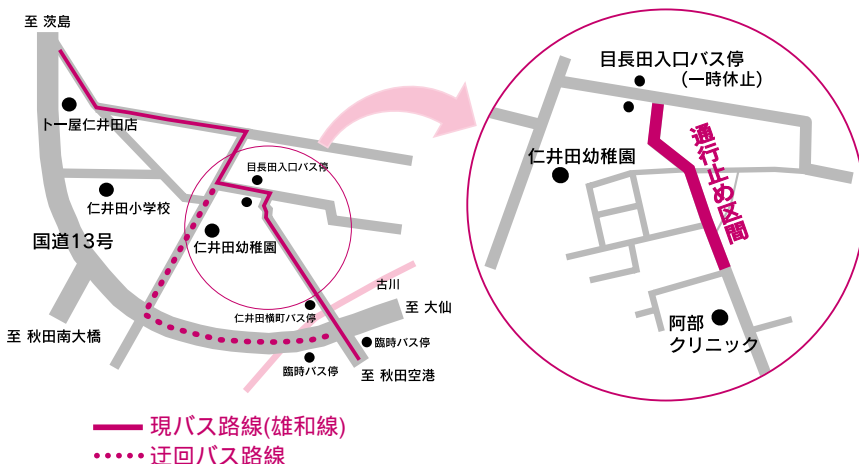 至 茨島
トー屋仁井田店
仁井田小学校
国道13号
至 秋田南大橋
目長田入口バス停
仁井田幼稚園
古川
仁井田横町バス停
至 大仙
臨時バス停
臨時バス停
至 秋田空港
目長田入口バス停
(一時休止)
仁井田幼稚園
通行止め区間
阿部
クリニック
現バス路線(雄和線)
迂回バス路線